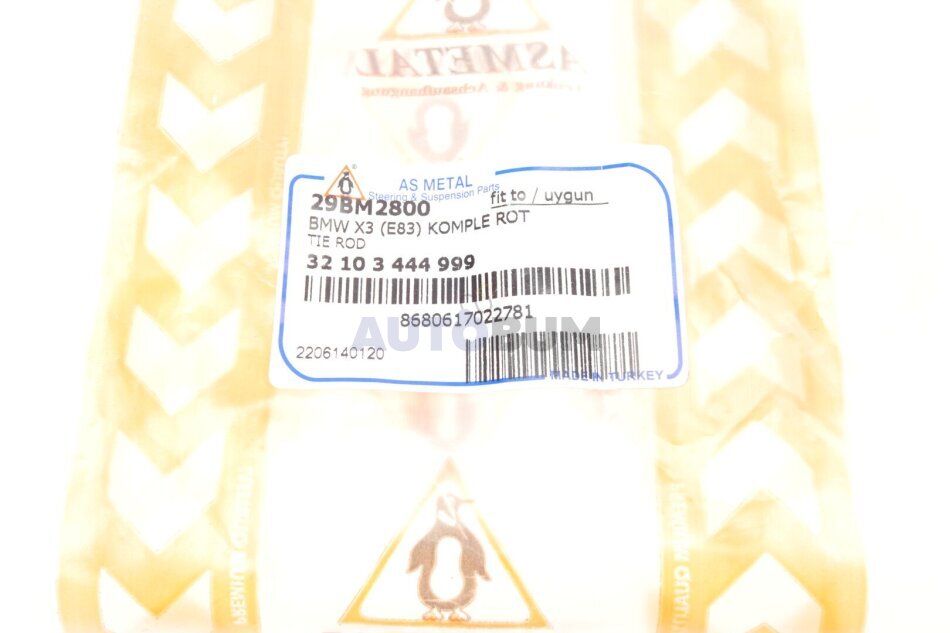 ASMETAL
AS METAL
Steering & Suspension Parts
29BM2800
fit to / uygun
BMW X3 (E83) KOMPLE ROT
TIE ROD
32 10 3 444 999
8680617022781
AUTOBUM
2206140120
MADE IN TURKEY